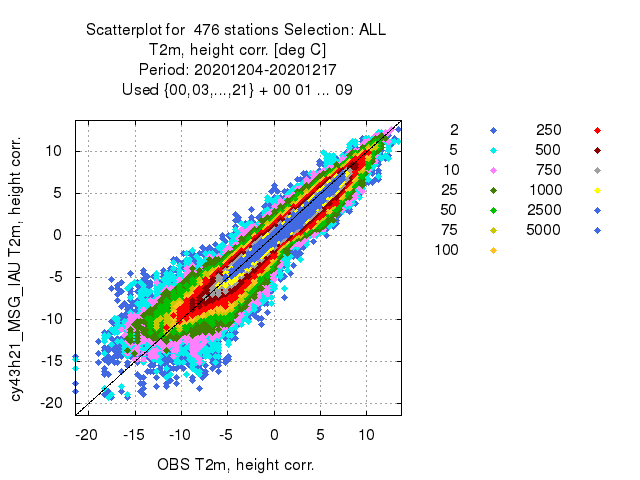 Scatterplot for 476 stations Selection: ALL
T2m, height corr. [deg C]
Period: 20201204-20201217
Used {00,03,...,21} + 00 01 ... 09
cy43h21_MSG_IAU T2m, height corr.
10
5
0
-5
-10
-15
-20
-20 -15 -10 -5 0 5 10
OBS T2m, height corr.
2 250
5 500
10 750
25 1000
50 2500
75 5000
100